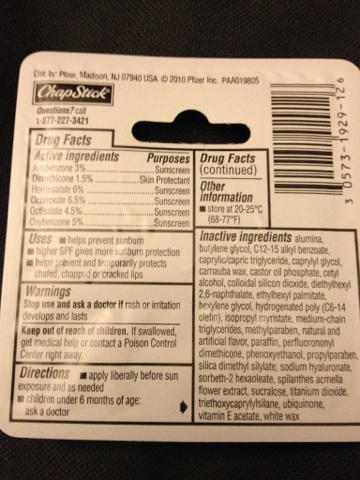 Dist. by: Pfizer, Madison, NJ 07940 USA © 2010 Pfizer Inc. PAA019805
ChapStick®
Questions? call
1-877-227-3421
Drug Facts
Active ingredients Purposes
Avobenzone 3% Sunscreen
Dimethicone 1.5% Skin Protectant
Homosalate 6% Sunscreen
Octinoxate 6.5% Sunscreen
Octisalate 4.5% Sunscreen
Oxybenzone 5% Sunscreen
Uses ■ helps prevent sunburn
■ higher SPF gives more sunburn protection
■ helps prevent and temporarily protects
chafed, chapped or cracked lips
Warnings
Stop use and ask a doctor if rash or irritation
develops and lasts
Keep out of reach of children. If swallowed,
get medical help or contact a Poison Control
Center right away.
Directions ■ apply liberally before sun
exposure and as needed
■ children under 6 months of age:
ask a doctor
Drug Facts
(continued)
Other
information
■ store at 20-25°C
(68-77°F)
Inactive ingredients alumina,
butylene glycol, C12-15 alkyl benzoate,
caprylic/capric triglyceride, caprylyl glycol,
carnauba wax, castor oil phosphate, cetyl
alcohol, colloidal silicon dioxide, diethylhexyl
2,6-naphthalate, ethylhexyl palmitate,
hexylene glycol, hydrogenated poly (C6-14
olefin), isopropyl myristate, medium-chain
triglycerides, methylparaben, natural and
artificial flavor, paraffin, perfluorononyl
dimethicone, phenoxyethanol, propylparaben,
silica dimethyl silylate, sodium hyaluronate,
sorbeth-2 hexaoleate, spilanthes acmella
flower extract, sucralose, titanium dioxide,
triethoxycaprylylsilane, ubiquinone,
vitamin E acetate, white wax
3 0573-1929-12 6